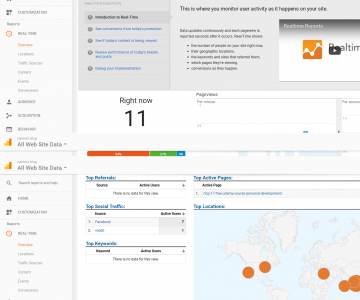 CUSTOMIZATION
Reports
REAL-TIME
Overview
Locations
Traffic Sources
Content
Events
Conversions
AUDIENCE
ACQUISITION
BEHAVIOR
Introduction to Real-Time
See conversions from today's promotion
See if today's content is being viewed
Review performance of today's tweets and posts
Debug your implementation
This is where you monitor user activity as it happens on your site.
Data updates continuously and each pageview is
reported seconds after it occurs. Real-Time shows:
the number of people on your site right now,
their geographic locations,
the keywords and sites that referred them,
which pages they're viewing,
conversions as they happen
Realtime Reports
Realtim
Right now
11
Pageviews
Per minute
All Web Site Data
All Web Site Data
Search reports and help
HOME
CUSTOMIZATION
Reports
REAL-TIME
Overview
Locations
Traffic Sources
Content
Events
Conversions
Top Referrals:
Source Active Users
There is no data for this view.
Top Social Traffic:
Source Active Users
1. Facebook 2
2. reddit 1
Top Keywords:
Keyword Active Users
There is no data for this view.
Top Active Pages:
Active Page
1.
Top Locations: